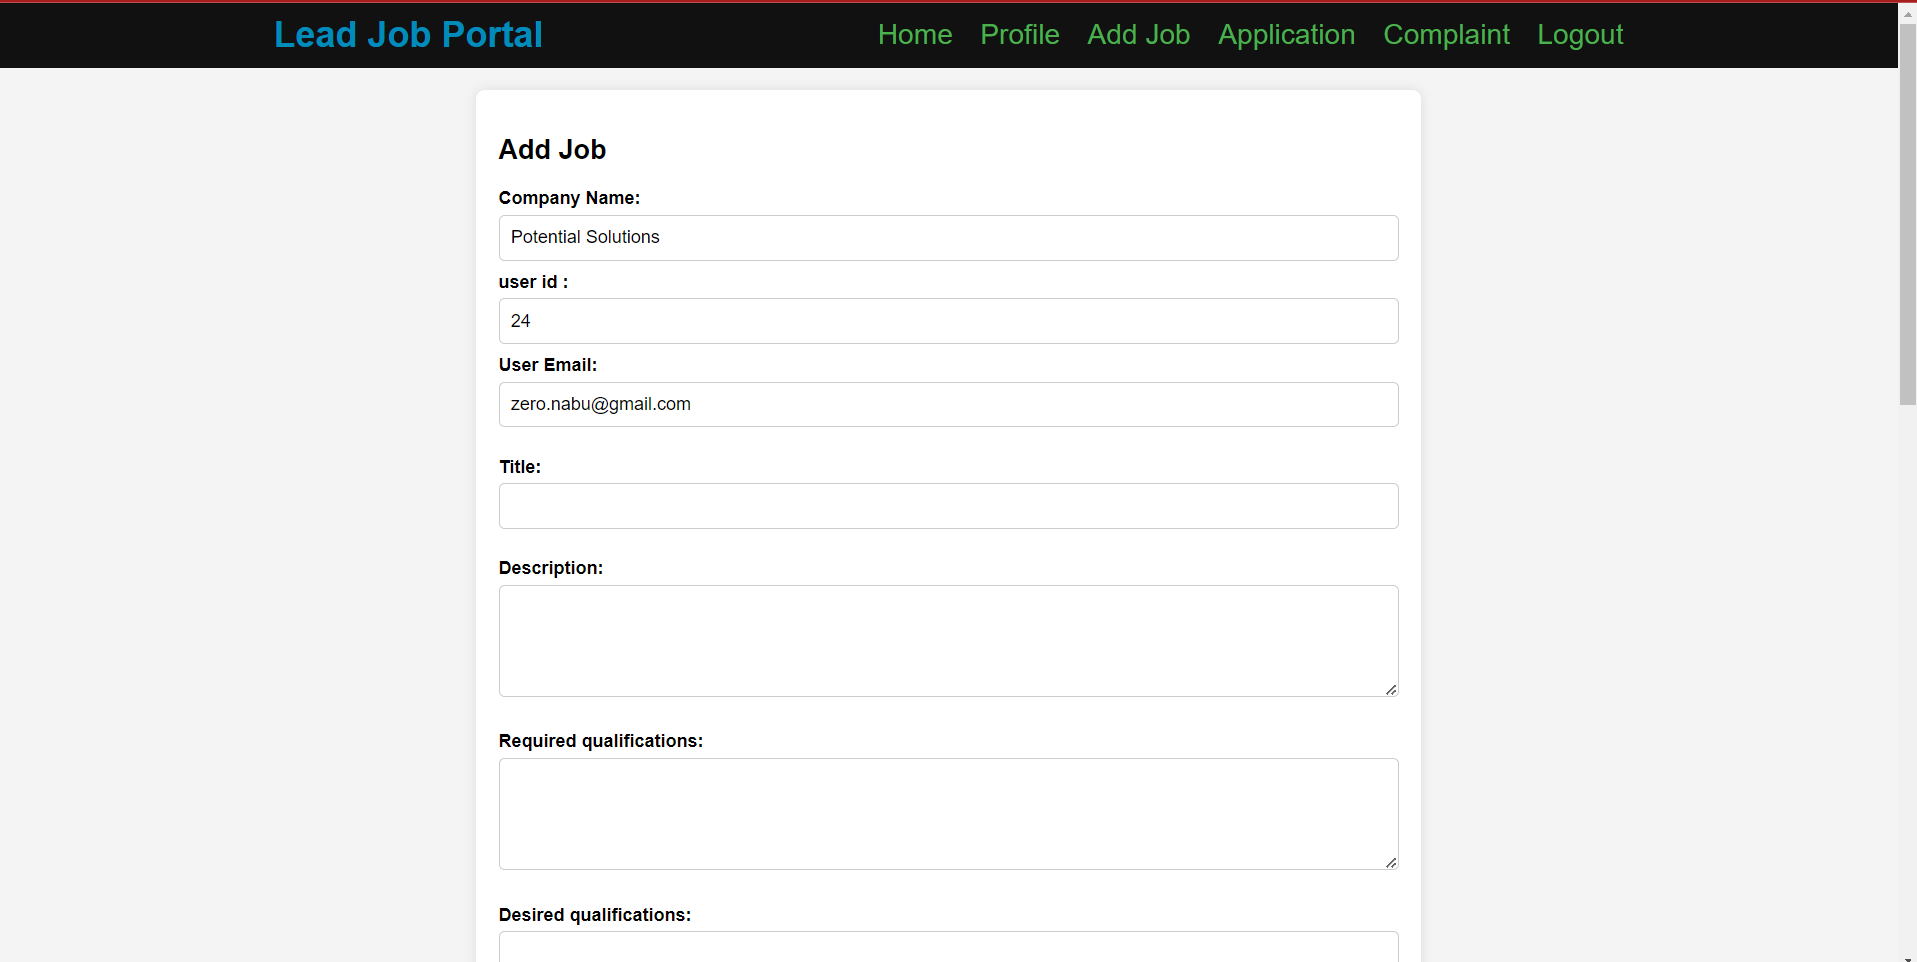 Lead Job Portal
Home Profile Add Job Application Complaint Logout
Add Job
Company Name:
Potential Solutions
user id :
24
User Email:
zero.nabu@gmail.com
Title:
Description:
Required qualifications:
Desired qualifications: